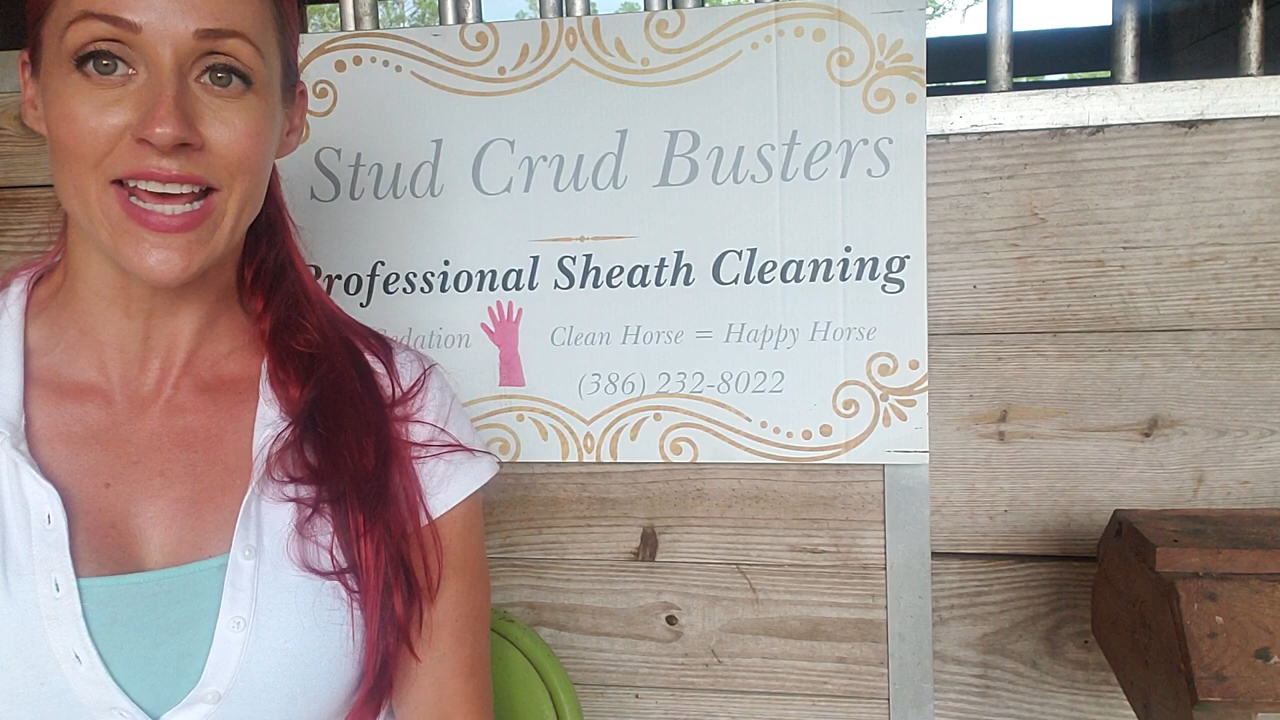 Stud Crud Busters
Professional Sheath Cleaning
Clean Horse = Happy Horse
(386) 232-8022